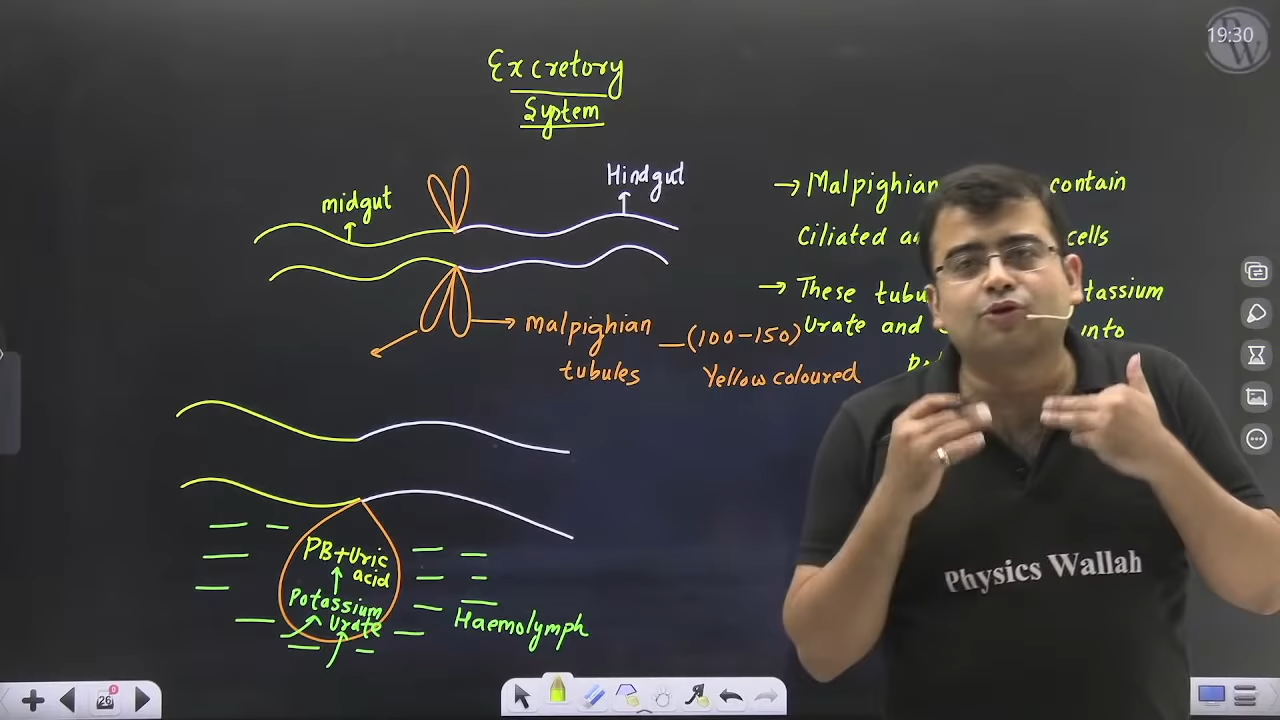 19:30
Excretory
System
midgut
Hindgut
malpighian
tubules
(100-150)
Yellow coloured
→ Malpighian contain
Ciliated cells
→ These
Urate and into
PB+Uric
acid
Potassium
Urate
Haemolymph
Physics Wallah
26